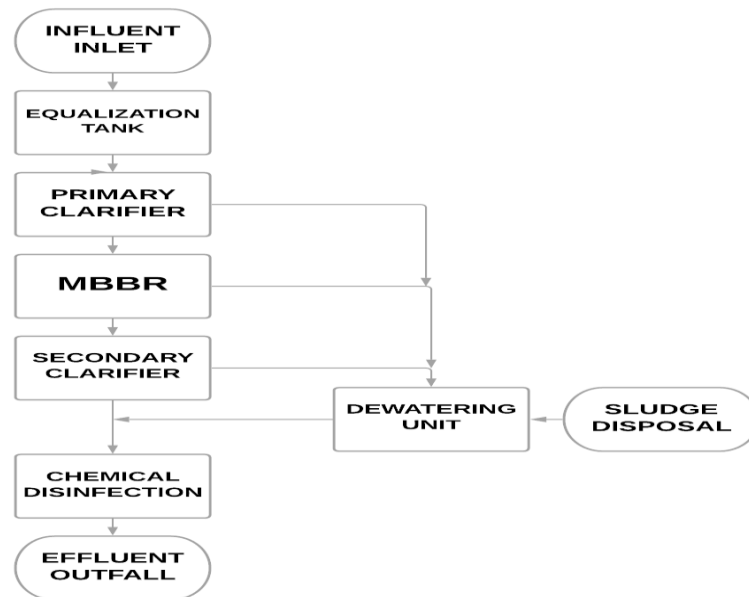 INFLUENT
INLET
EQUALIZATION
TANK
PRIMARY
CLARIFIER
MBBR
SECONDARY
CLARIFIER
DEWATERING
UNIT
SLUDGE
DISPOSAL
CHEMICAL
DISINFECTION
EFFLUENT
OUTFALL